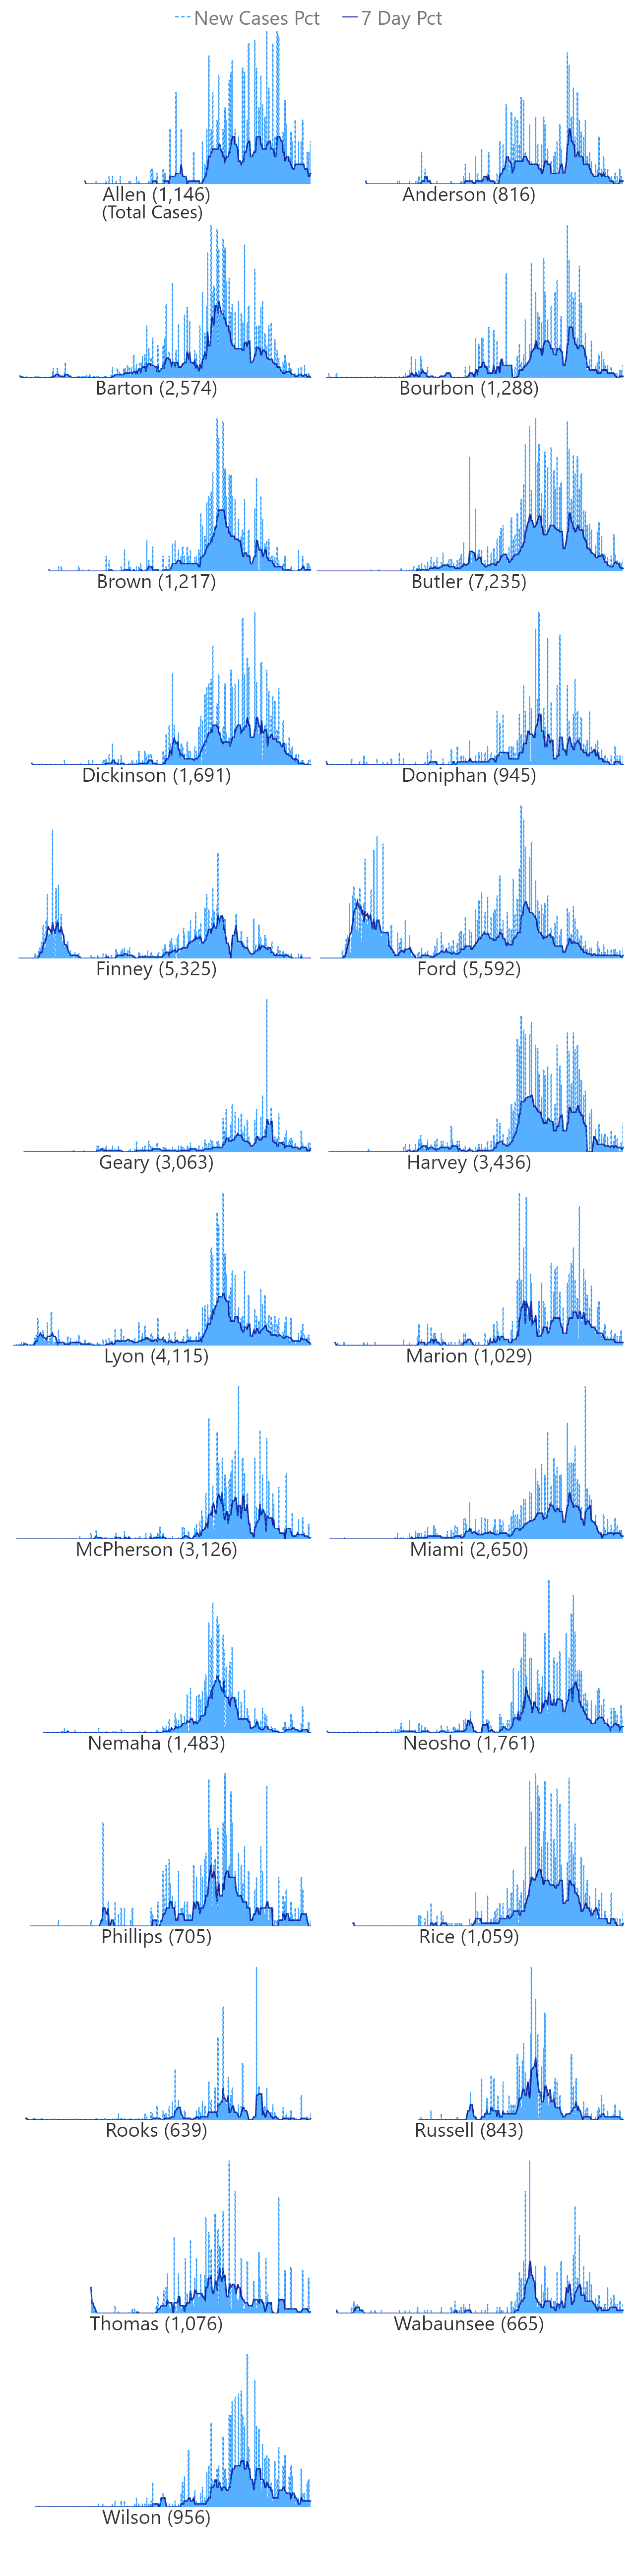 New Cases Pct 7 Day Pct
Allen (1,146) Anderson (816)
(Total Cases)
Barton (2,574) Bourbon (1,288)
Brown (1,217) Butler (7,235)
Dickinson (1,691) Doniphan (945)
Finney (5,325) Ford (5,592)
Geary (3,063) Harvey (3,436)
Lyon (4,115) Marion (1,029)
McPherson (3,126) Miami (2,650)
Nemaha (1,483) Neosho (1,761)
Phillips (705) Rice (1,059)
Rooks (639) Russell (843)
Thomas (1,076) Wabaunsee (665)
Wilson (956)